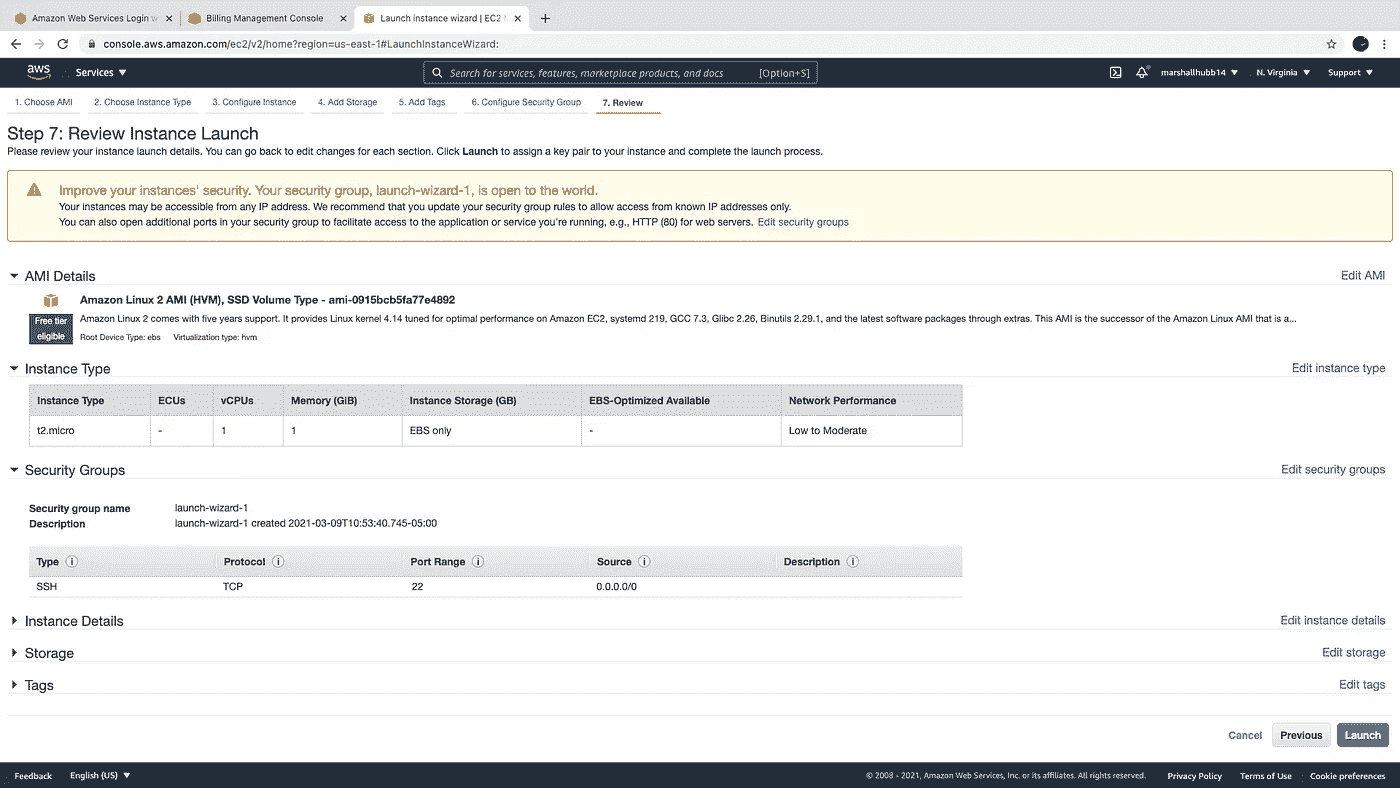 Amazon Web Services Login w
Billing Management Console
Launch instance wizard | EC2 M
console.aws.amazon.com/ec2/v2/home?region=us-east-1#LaunchInstanceWizard:
aws
Services
Search for services, features, marketplace products, and docs
[Option+S]
marshallhubb14
N. Virginia
Support
1. Choose AMI
2. Choose Instance Type
3. Configure Instance
4. Add Storage
5. Add Tags
6. Configure Security Group
7. Review
Step 7: Review Instance Launch
Please review your instance launch details. You can go back to edit changes for each section. Click Launch to assign a key pair to your instance and complete the launch process.
Improve your instances' security. Your security group, launch-wizard-1, is open to the world.
Your instances may be accessible from any IP address. We recommend that you update your security group rules to allow access from known IP addresses only.
You can also open additional ports in your security group to facilitate access to the application or service you're running, e.g., HTTP (80) for web servers. Edit security groups
AMI Details
Edit AMI
Amazon Linux 2 AMI (HVM), SSD Volume Type - ami-0915bcb5fa77e4892
Free tier
eligible
Amazon Linux 2 comes with five years support. It provides Linux kernel 4.14 tuned for optimal performance on Amazon EC2, systemd 219, GCC 7.3, Glibc 2.26, Binutils 2.29.1, and the latest software packages through extras. This AMI is the successor of the Amazon Linux AMI that is a...
Root Device Type: ebs Virtualization type: hvm
Instance Type
Edit instance type
Instance Type ECUs vCPUs Memory (GiB) Instance Storage (GB) EBS-Optimized Available Network Performance
t2.micro - 1 1 EBS only - Low to Moderate
Security Groups
Edit security groups
Security group name launch-wizard-1
Description launch-wizard-1 created 2021-03-09T10:53:40.745-05:00
Type Protocol Port Range Source Description
SSH TCP 22 0.0.0.0/0
Instance Details
Edit instance details
Storage
Edit storage
Tags
Edit tags
Cancel
Previous
Launch
Feedback
English (US)
© 2008 - 2021, Amazon Web Services, Inc. or its affiliates. All rights reserved.
Privacy Policy
Terms of Use
Cookie preferences